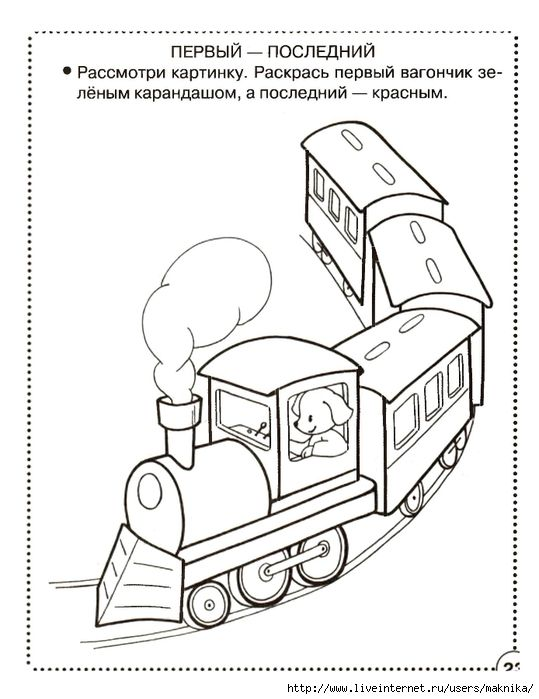 ПЕРВЫЙ — ПОСЛЕДНИЙ
• Рассмотри картинку. Раскрась первый вагончик зе-
лёным карандашом, а последний — красным.
http://www.liveinternet.ru/users/maknika/